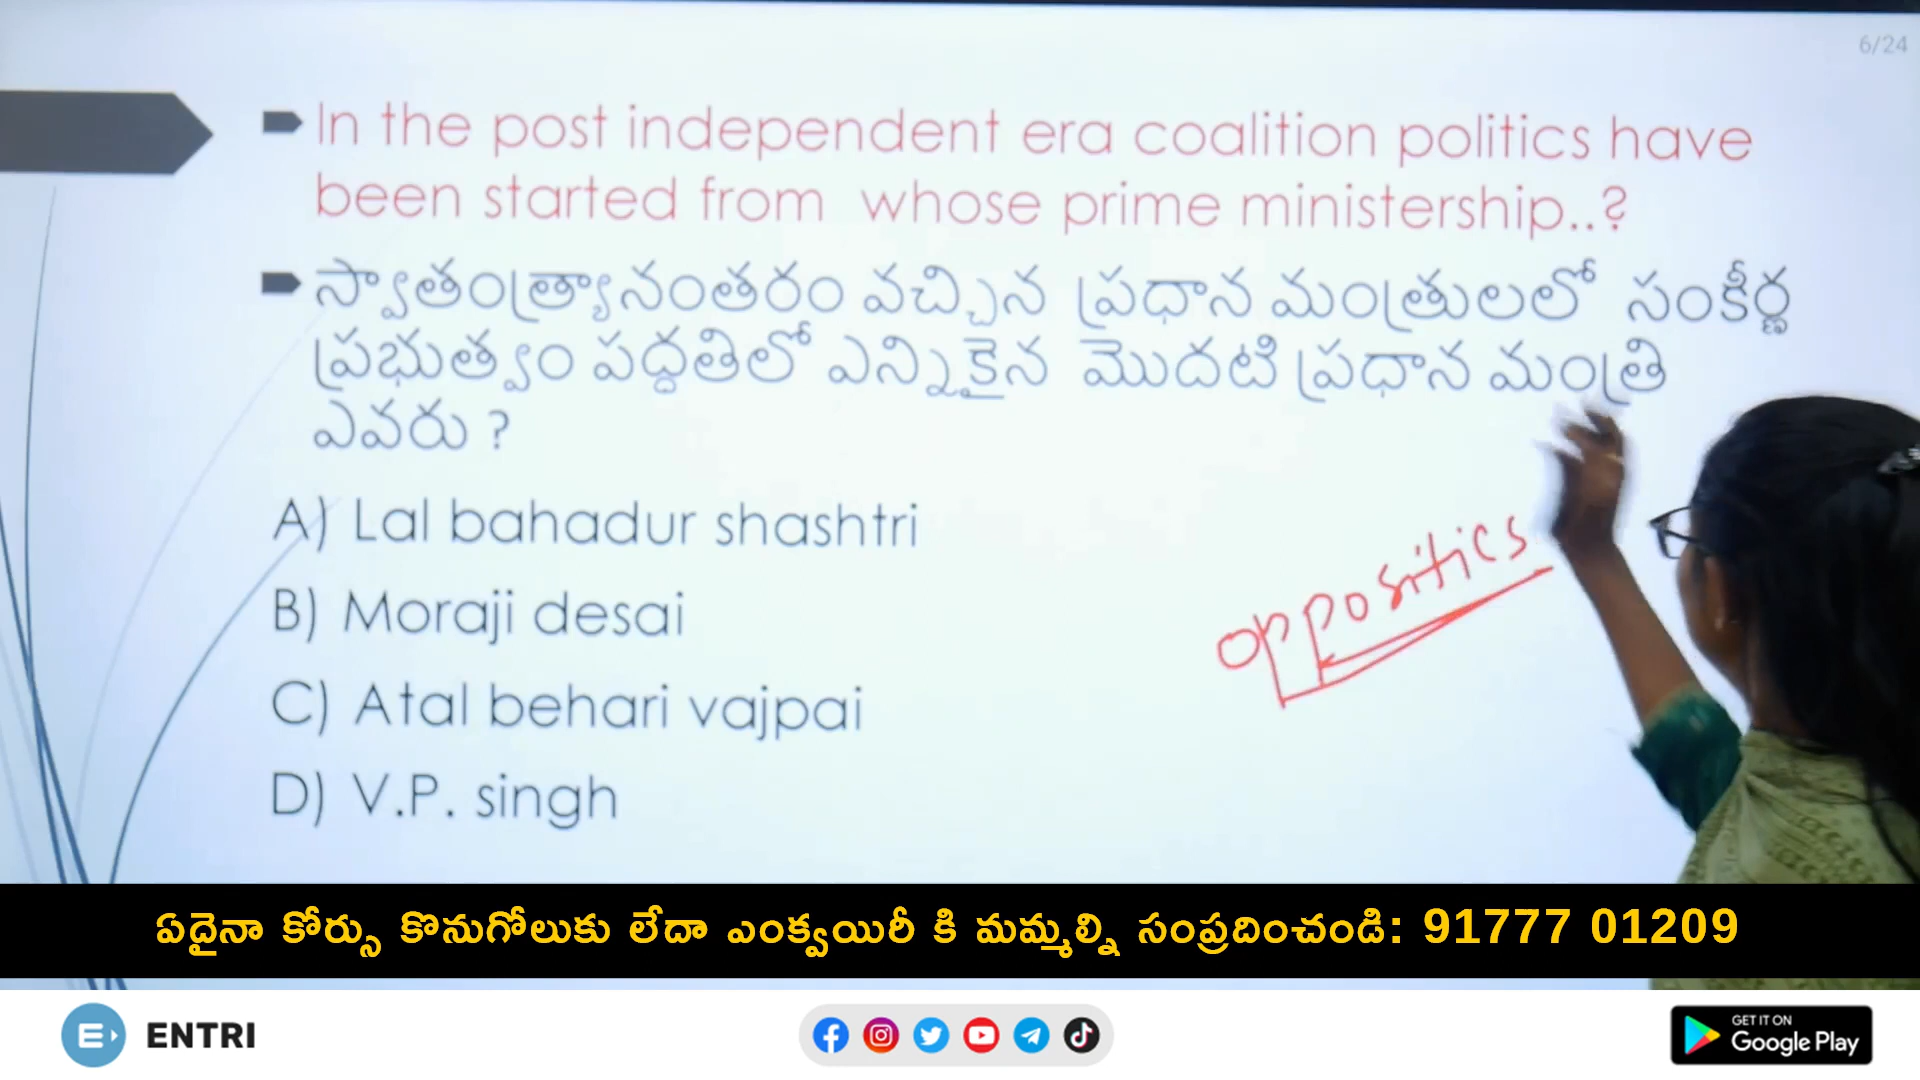 6/24
In the post independent era coalition politics have
been started from whose prime ministership..?
స్వాతంత్ర్యానంతరం వచ్చిన ప్రధాన మంత్రులలో సంకీర్ణ
ప్రభుత్వం పద్ధతిలో ఎన్నికైన మొదటి ప్రధాన మంత్రి
ఎవరు ?
A) Lal bahadur shashtri
B) Moraji desai
C) Atal behari vajpai
D) V.P. singh
oppositics
ఏదైనా కోర్సు కొనుగోలుకు లేదా ఎంక్వయిరీ కి మమ్మల్ని సంప్రదించండి: 91777 01209
E
ENTRI
GET IT ON
Google Play